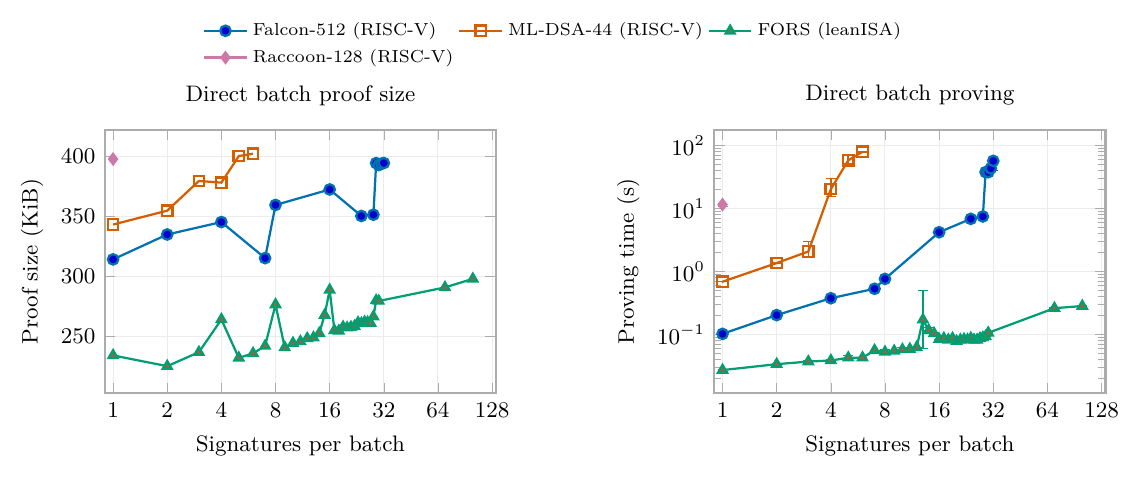 Falcon-512 (RISC-V) ML-DSA-44 (RISC-V) FORS (leanISA)
Raccoon-128 (RISC-V)
Direct batch proof size
Proof size (KiB)
400
350
300
250
1 2 4 8 16 32 64 128
Signatures per batch
Direct batch proving
Proving time (s)
10^2
10^1
10^0
10^−1
1 2 4 8 16 32 64 128
Signatures per batch